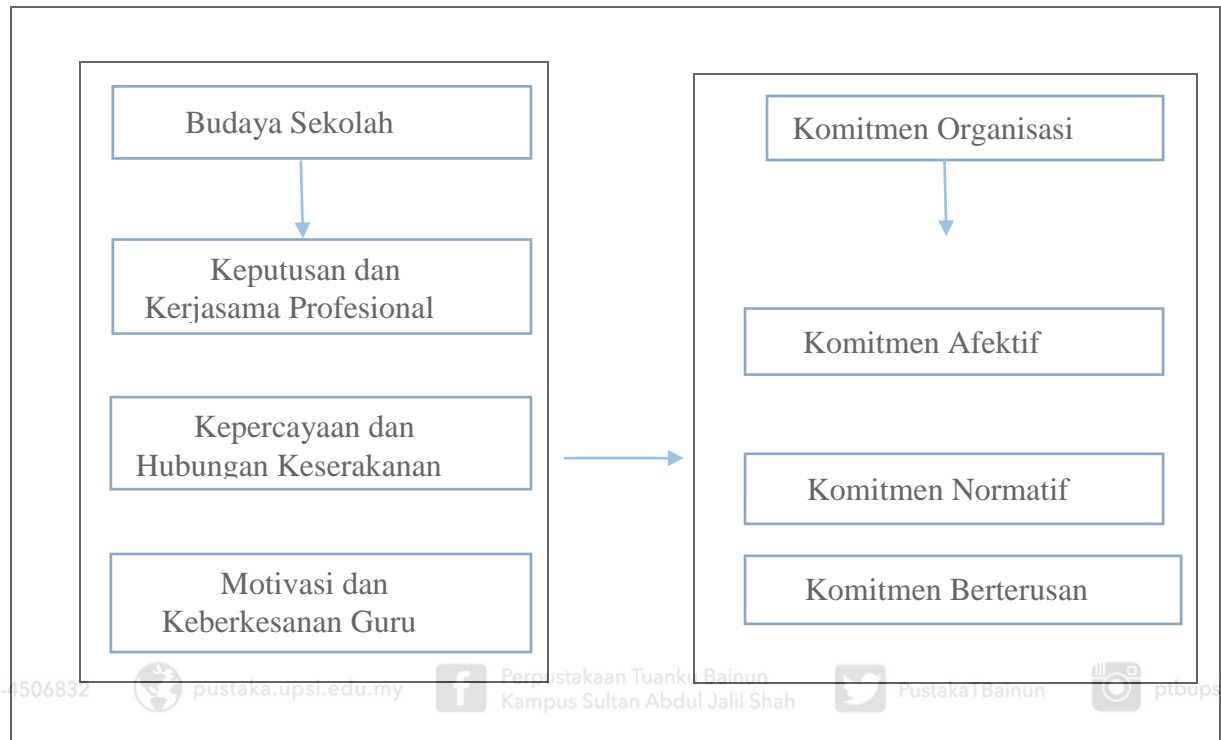 Budaya Sekolah
Keputusan dan
Kerjasama Profesional
Kepercayaan dan
Hubungan Keserakanan
Motivasi dan
Keberkesanan Guru
Komitmen Organisasi
Komitmen Afektif
Komitmen Normatif
Komitmen Berterusan
-4506832
pustaka.upsi.edu.my
Perpustakaan Tuanku Bainun
Kampus Sultan Abdul Jalil Shah
PustakaTBainun
ptbups